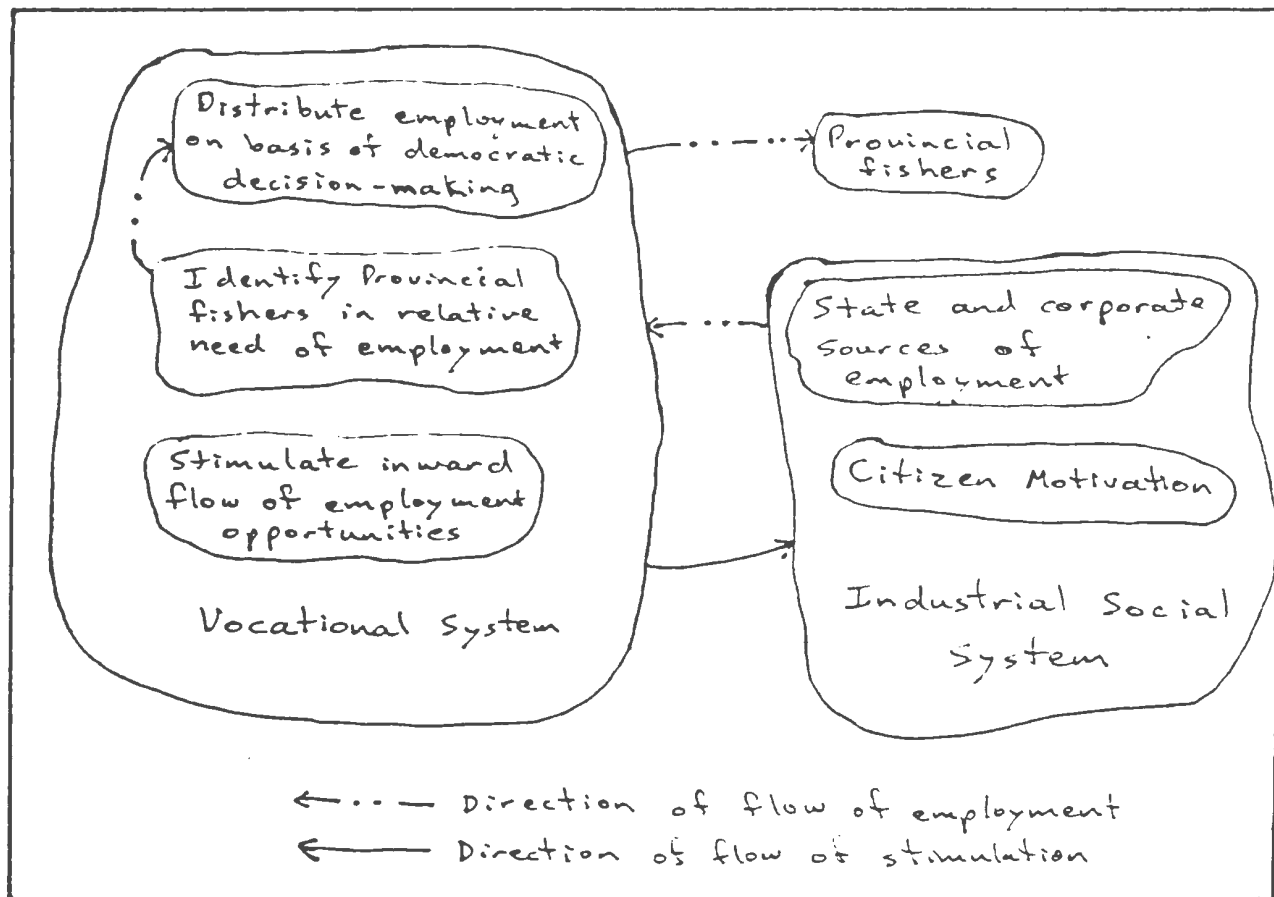 Distribute employment
on basis of democratic
decision-making
Provincial
fishers
Identify Provincial
fishers in relative
need of employment
State and corporate
sources of
employment
Stimulate inward
flow of employment
opportunities
Citizen Motivation
Vocational System
Industrial Social
System
Direction of flow of employment
Direction of flow of stimulation